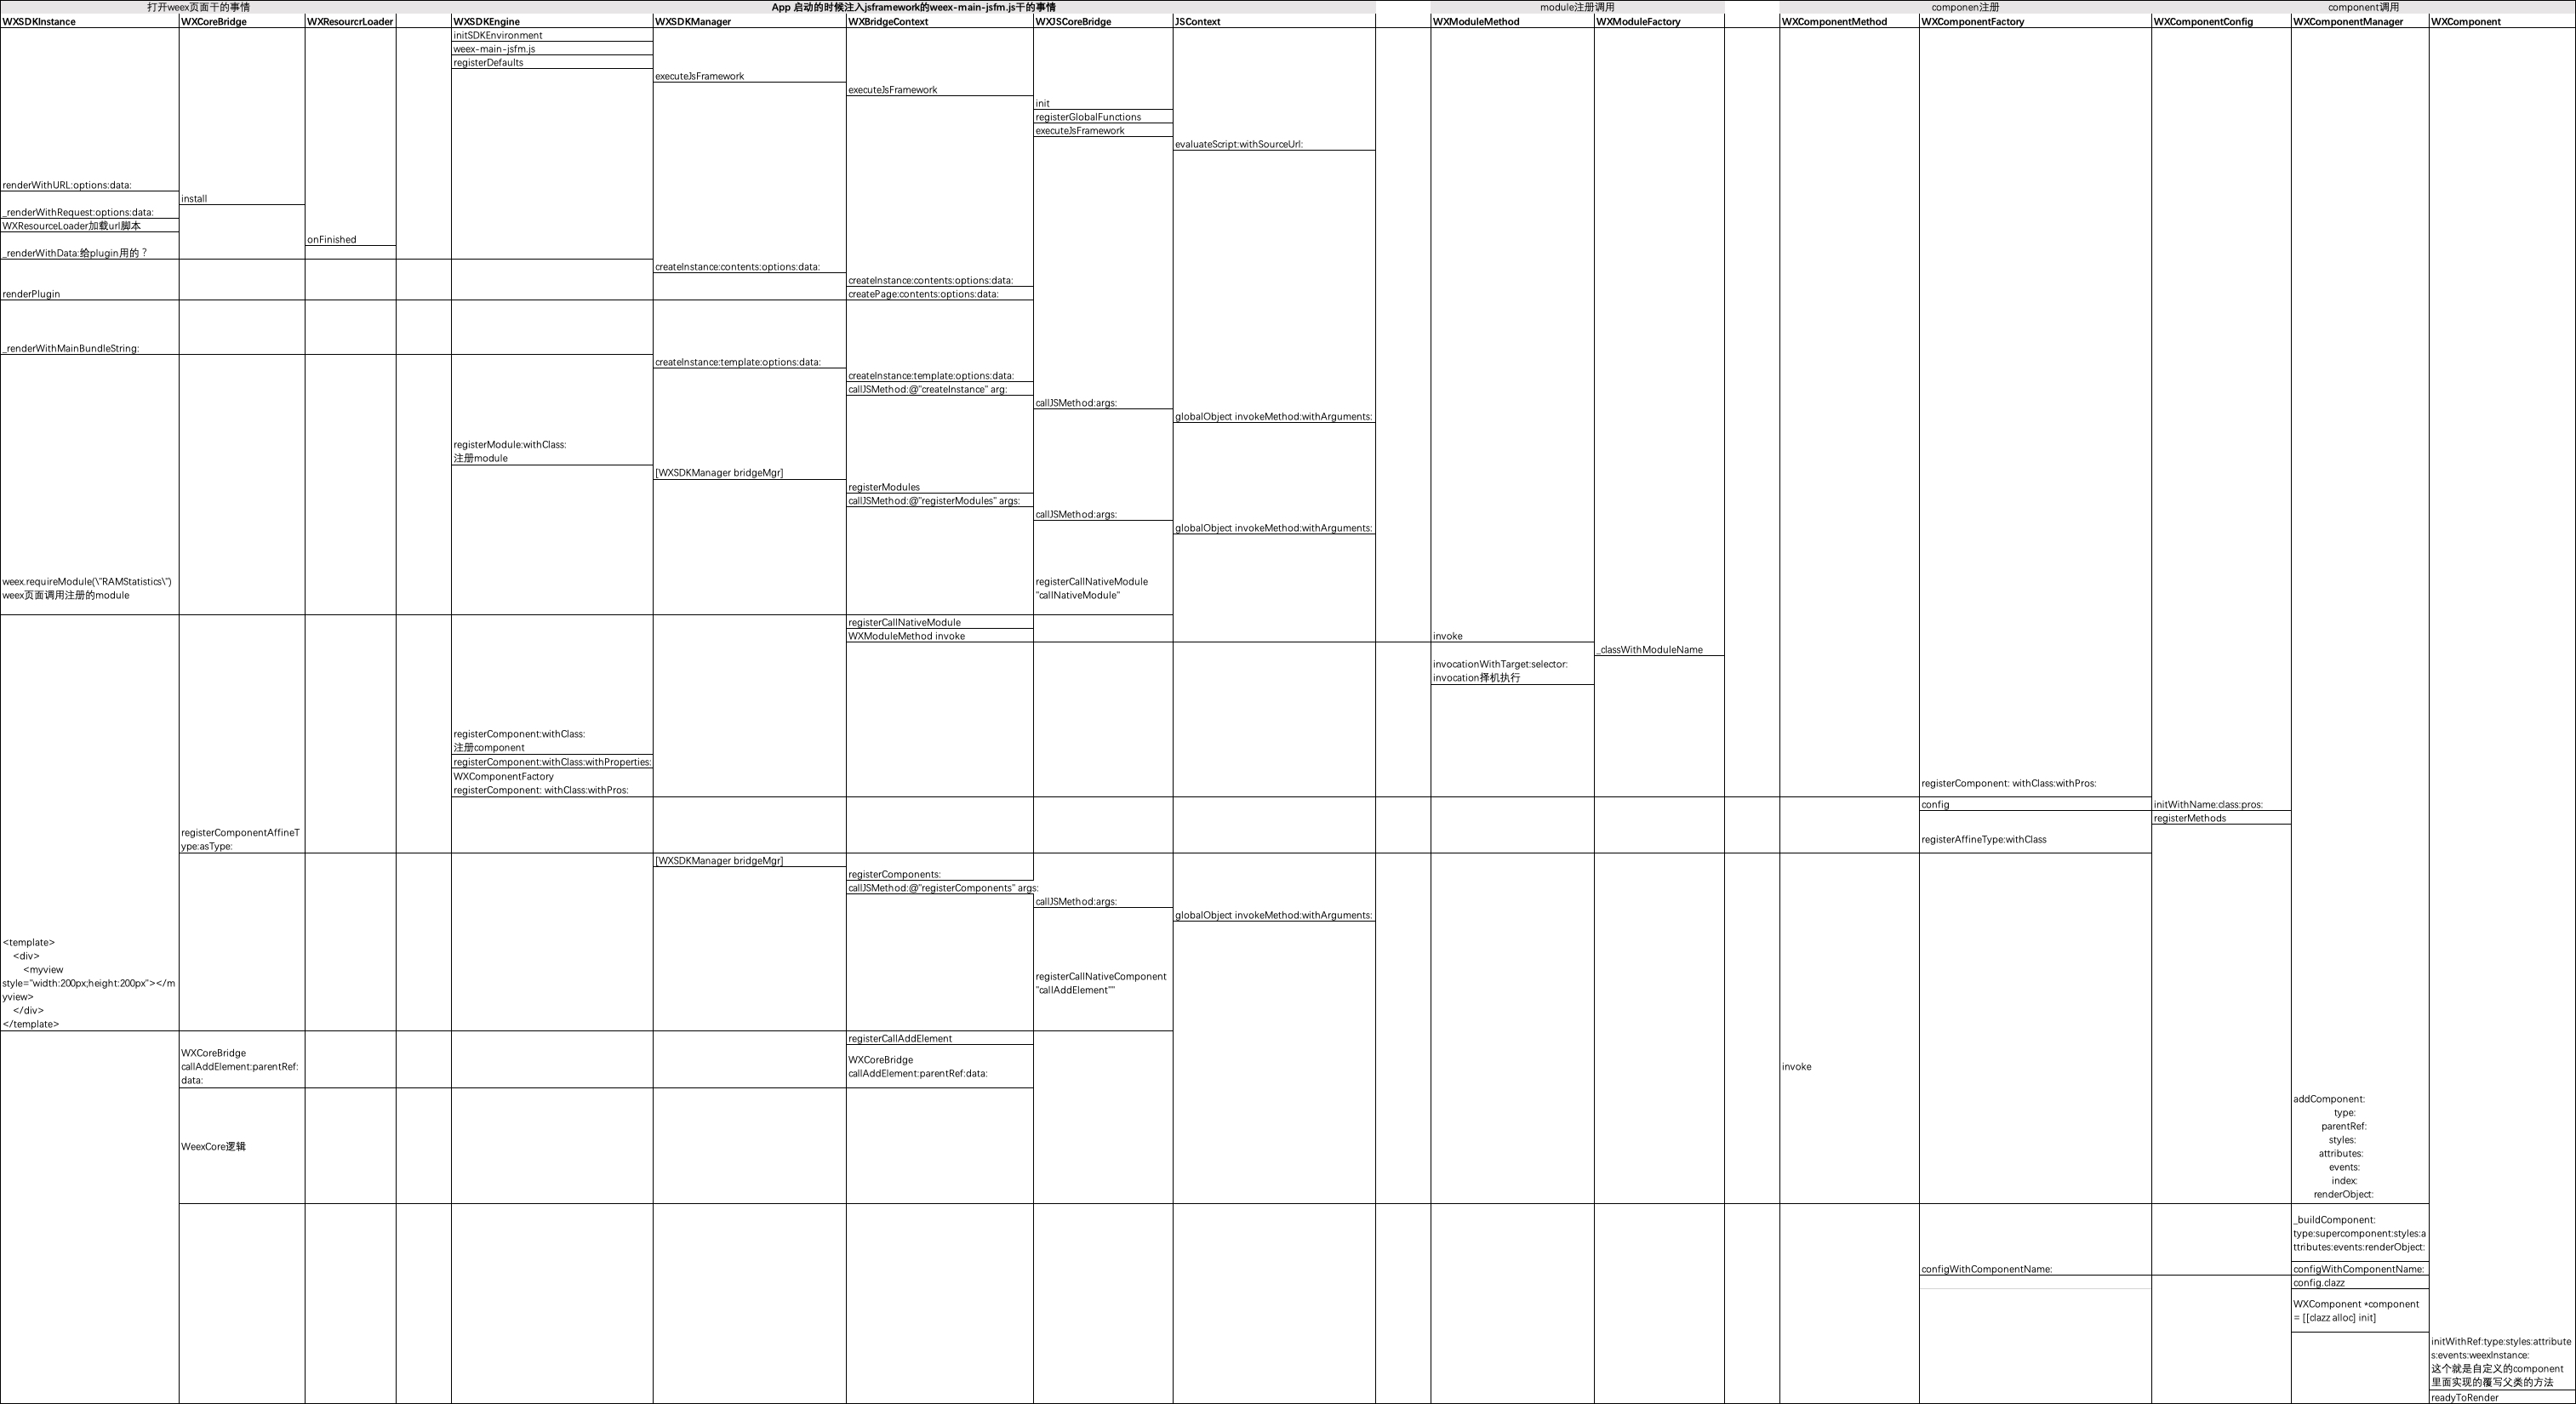 打开weex页面干的事情
App 启动的时候注入jsframework的weex-main-jsfm.js干的事情
module注册调用
componen注册
component调用
WXSDKInstance
WXCoreBridge
WXResourcrLoader
WXSDKEngine
WXSDKManager
WXBridgeContext
WXJSCoreBridge
JSContext
WXModuleMethod
WXModuleFactory
WXComponentMethod
WXComponentFactory
WXComponentConfig
WXComponentManager
WXComponent
initSDKEnvironment
weex-main-jsfm.js
registerDefaults
executeJsFramework
executeJsFramework
init
registerGlobalFunctions
executeJsFramework
evaluateScript:withSourceUrl:
renderWithURL:options:data:
install
_renderWithRequest:options:data:
WXResourceLoader加载url脚本
onFinished
_renderWithData:给plugin用的？
createInstance:contents:options:data:
createInstance:contents:options:data:
renderPlugin
createPage:contents:options:data:
_renderWithMainBundleString:
createInstance:template:options:data:
createInstance:template:options:data:
callJSMethod:@"createInstance" arg:
callJSMethod:args:
globalObject invokeMethod:withArguments:
registerModule:withClass:
注册module
[WXSDKManager bridgeMgr]
registerModules
callJSMethod:@"registerModules" args:
callJSMethod:args:
globalObject invokeMethod:withArguments:
weex.requireModule(\"RAMStatistics\")
weex页面调用注册的module
registerCallNativeModule
"callNativeModule"
registerCallNativeModule
WXModuleMethod invoke
invoke
_classWithModuleName
invocationWithTarget:selector:
invocation择机执行
registerComponent:withClass:
注册component
registerComponent:withClass:withProperties:
WXComponentFactory
registerComponent: withClass:withPros:
registerComponent: withClass:withPros:
config
initWithName:class:pros:
registerMethods
registerComponentAffineT
ype:asType:
registerAffineType:withClass
[WXSDKManager bridgeMgr]
registerComponents:
callJSMethod:@"registerComponents" args:
callJSMethod:args:
globalObject invokeMethod:withArguments:
<template>
<div>
<myview
style="width:200px;height:200px"></m
yview>
</div>
</template>
registerCallNativeComponent
"callAddElement""
registerCallAddElement
WXCoreBridge
callAddElement:parentRef:
data:
WXCoreBridge
callAddElement:parentRef:data:
invoke
WeexCore逻辑
addComponent:
type:
parentRef:
styles:
attributes:
events:
index:
renderObject:
_buildComponent:
type:supercomponent:styles:a
ttributes:events:renderObject:
configWithComponentName:
configWithComponentName:
config.clazz
WXComponent *component
= [[clazz alloc] init]
initWithRef:type:styles:attribute
s:events:weexInstance:
这个就是自定义的component
里面实现的覆写父类的方法
readyToRender